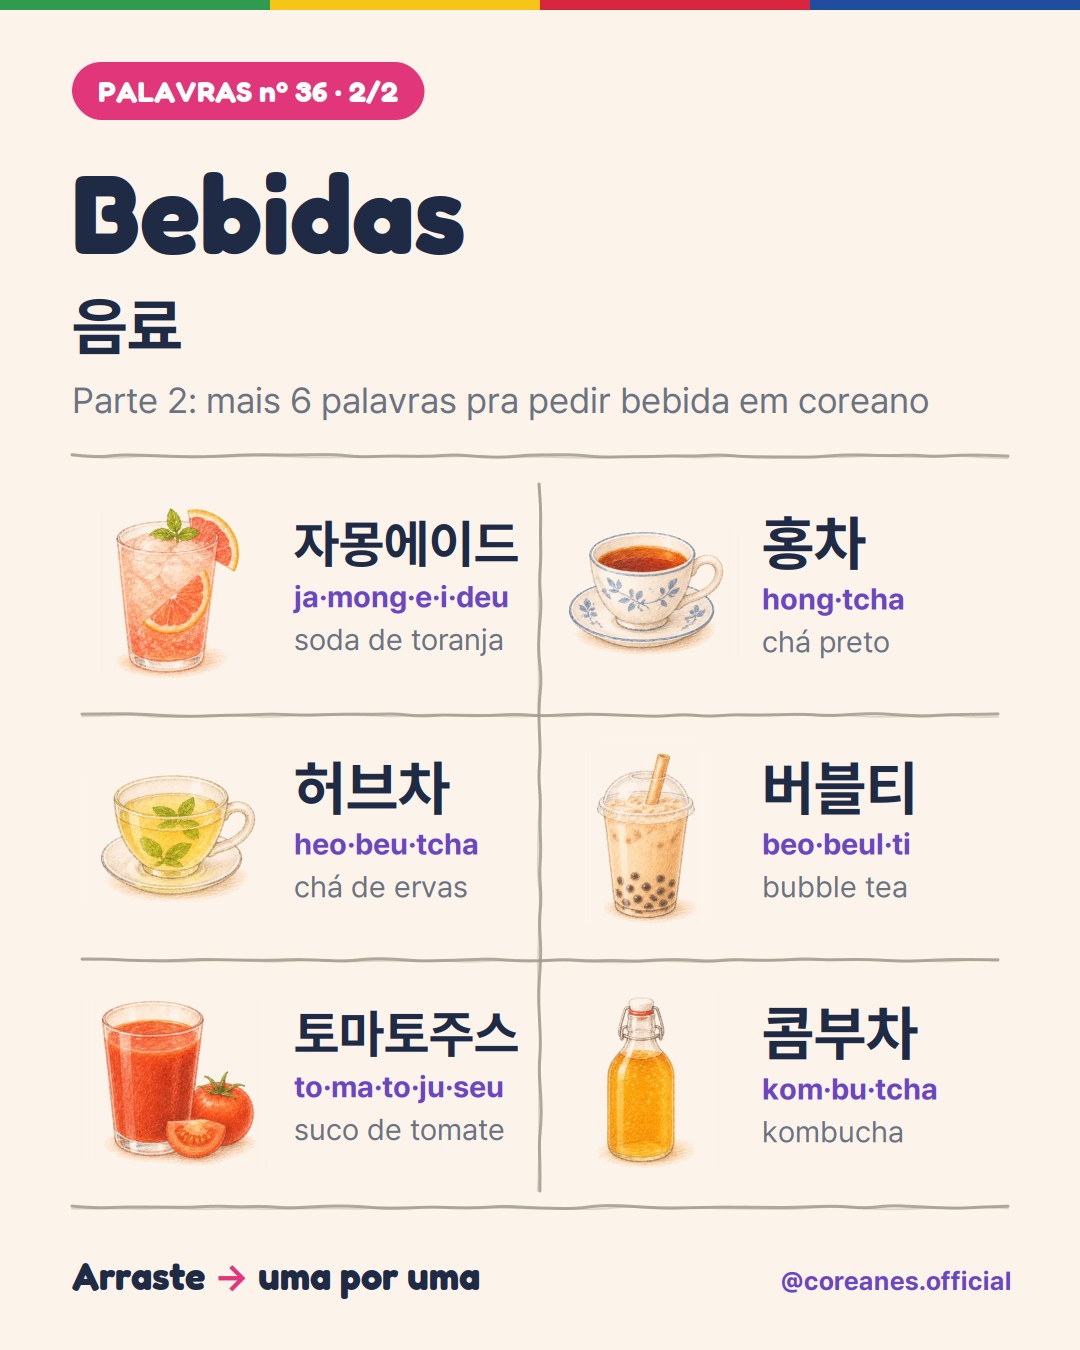 PALAVRAS nº 36 · 2/2
Bebidas
음료
Parte 2: mais 6 palavras pra pedir bebida em coreano
자몽에이드
ja·mong·e·i·deu
soda de toranja
홍차
hong·tcha
chá preto
허브차
heo·beu·tcha
chá de ervas
버블티
beo·beul·ti
bubble tea
토마토주스
to·ma·to·ju·seu
suco de tomate
콤부차
kom·bu·tcha
kombucha
Arraste → uma por uma
@coreanes.official